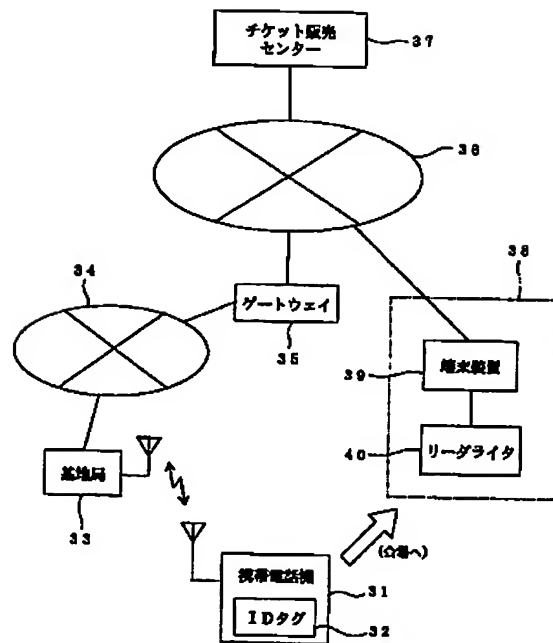 チケット販売
センター
37
36
34
38
ゲートウェイ
35
端末装置
39
リーダライタ
40
基地局
33
(会場へ)
携帯電話機
31
IDタグ
32